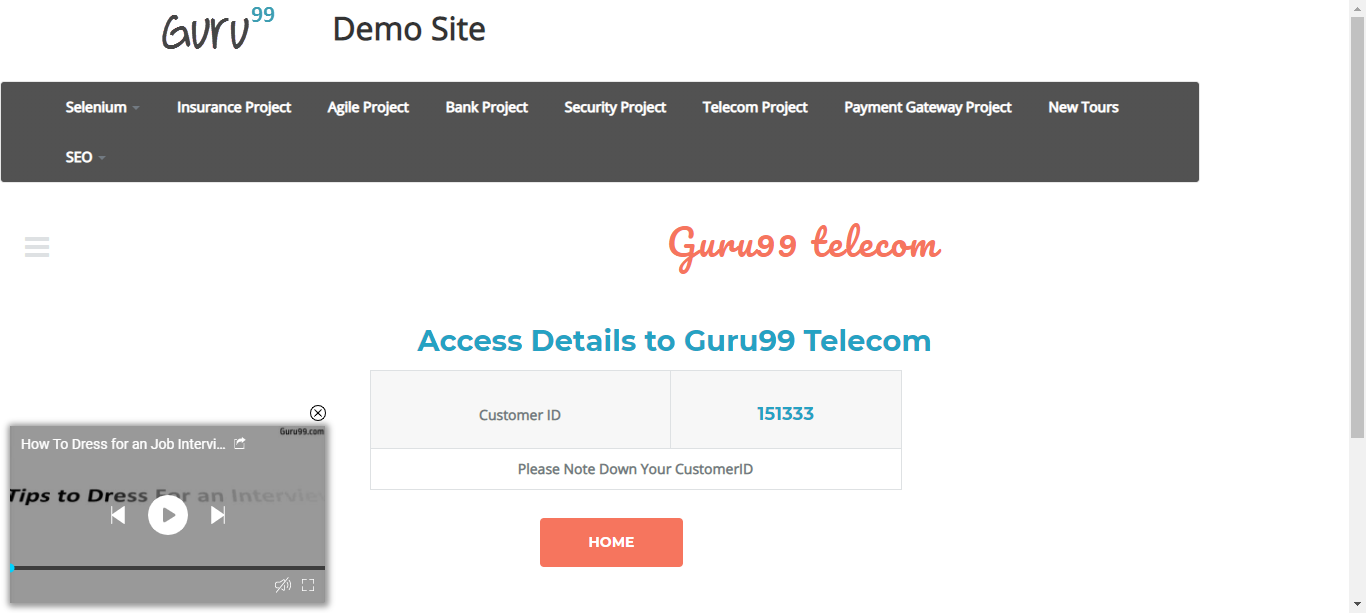 Guru99
Demo Site
Selenium Insurance Project Agile Project Bank Project Security Project Telecom Project Payment Gateway Project New Tours
SEO
Guru99 telecom
Access Details to Guru99 Telecom
Customer ID 151333
Please Note Down Your CustomerID
HOME
Guru99.com
How To Dress for an Job Intervi...
Tips to Dress For an Interview